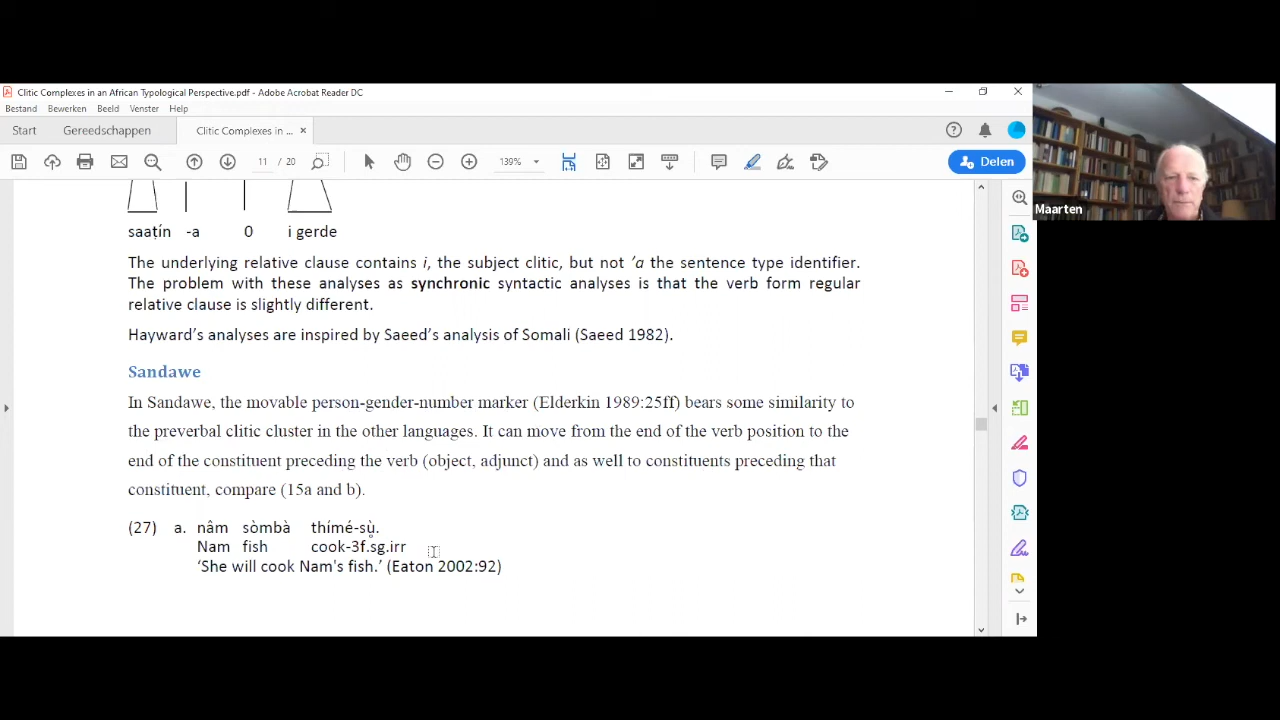 Clitic Complexes in an African Typological Perspective.pdf - Adobe Acrobat Reader DC
Bestand Bewerken Beeld Venster Help
Start Gereedschappen Clitic Complexes in ... ×
11 / 20 139% Delen
Maarten
saaṭín -a 0 i gerde
The underlying relative clause contains i, the subject clitic, but not ’a the sentence type identifier.
The problem with these analyses as synchronic syntactic analyses is that the verb form regular
relative clause is slightly different.
Hayward’s analyses are inspired by Saeed’s analysis of Somali (Saeed 1982).
Sandawe
In Sandawe, the movable person-gender-number marker (Elderkin 1989:25ff) bears some similarity to
the preverbal clitic cluster in the other languages. It can move from the end of the verb position to the
end of the constituent preceding the verb (object, adjunct) and as well to constituents preceding that
constituent, compare (15a and b).
(27) a. nâm sòmbà thímé-sù̥.
Nam fish cook-3f.sg.irr
‘She will cook Nam's fish.’ (Eaton 2002:92)